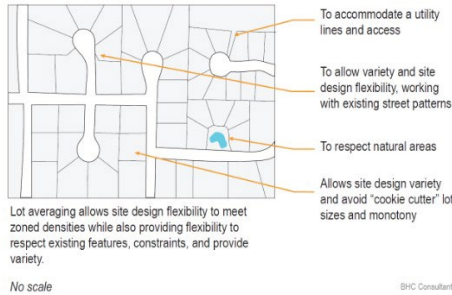 To accommodate a utility
lines and access
To allow variety and site
design flexibility, working
with existing street patterns
To respect natural areas
Allows site design variety
and avoid "cookie cutter" lot
sizes and monotony
Lot averaging allows site design flexibility to meet
zoned densities while also providing flexibility to
respect existing features, constraints, and provide
variety.
No scale
BHC Consultant